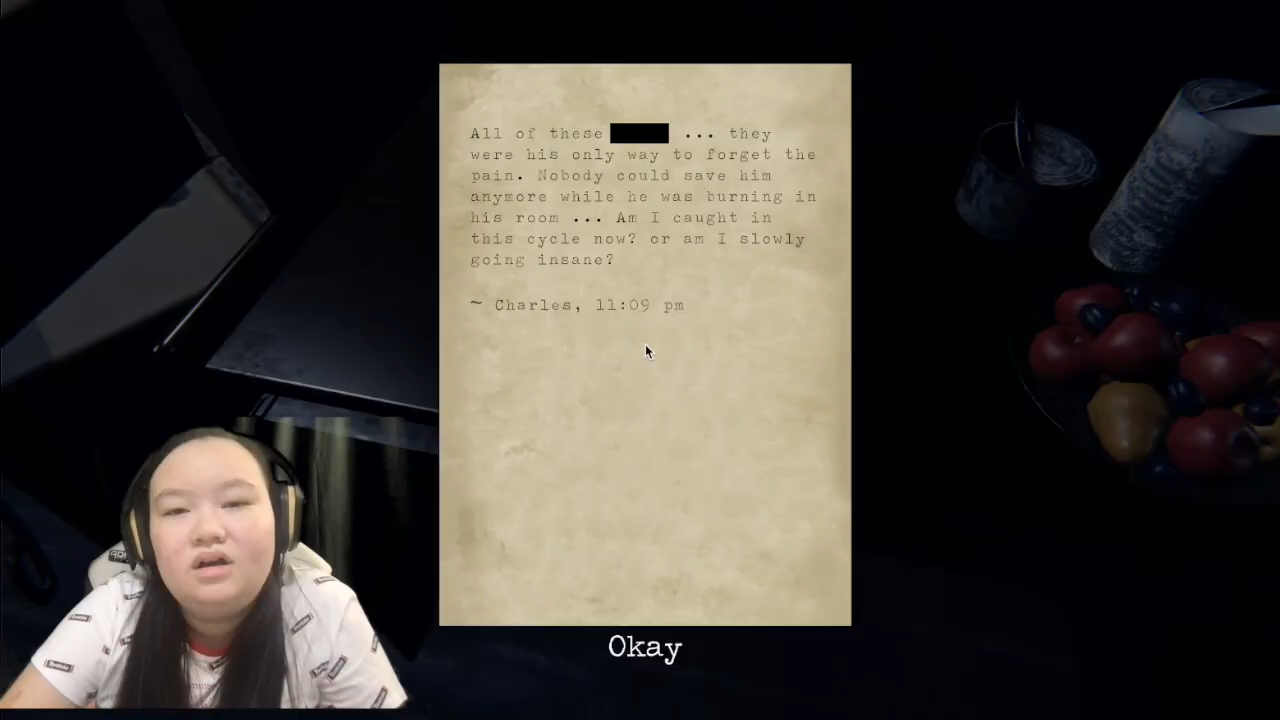 All of these ... they
were his only way to forget the
pain. Nobody could save him
anymore while he was burning in
his room ... Am I caught in
this cycle now? or am I slowly
going insane?
~ Charles, 11:09 pm
Okay